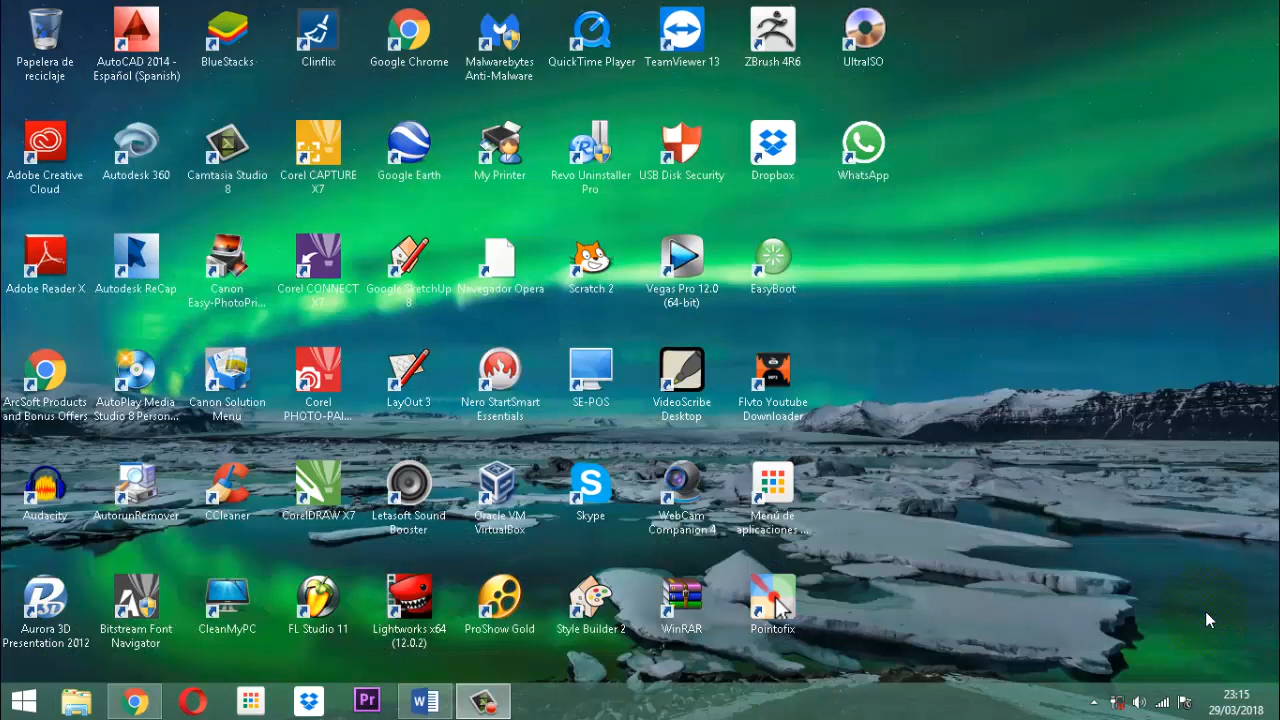 Papelera de
reciclaje
AutoCAD 2014 -
Español (Spanish)
BlueStacks
Clinflix
Google Chrome
Malwarebytes
Anti-Malware
QuickTime Player
TeamViewer 13
ZBrush 4R6
UltraISO
Adobe Creative
Cloud
Autodesk 360
Camtasia Studio
8
Corel CAPTURE
X7
Google Earth
My Printer
Revo Uninstaller
Pro
USB Disk Security
Dropbox
WhatsApp
Adobe Reader X
Autodesk ReCap
Canon
Easy-PhotoPri...
Corel CONNECT
X7
Google SketchUp
8
Navegador Opera
Scratch 2
Vegas Pro 12.0
(64-bit)
EasyBoot
ArcSoft Products
and Bonus Offers
AutoPlay Media
Studio 8 Person...
Canon Solution
Menu
Corel
PHOTO-PAI...
LayOut 3
Nero StartSmart
Essentials
SE-POS
VideoScribe
Desktop
Flvto Youtube
Downloader
Audacity
AutorunRemover
CCleaner
CorelDRAW X7
Letasoft Sound
Booster
Oracle VM
VirtualBox
Skype
WebCam
Companion 4
Menú de
aplicaciones ...
Aurora 3D
Presentation 2012
Bitstream Font
Navigator
CleanMyPC
FL Studio 11
Lightworks x64
(12.0.2)
ProShow Gold
Style Builder 2
WinRAR
Pointofix
Pr
23:15
29/03/2018